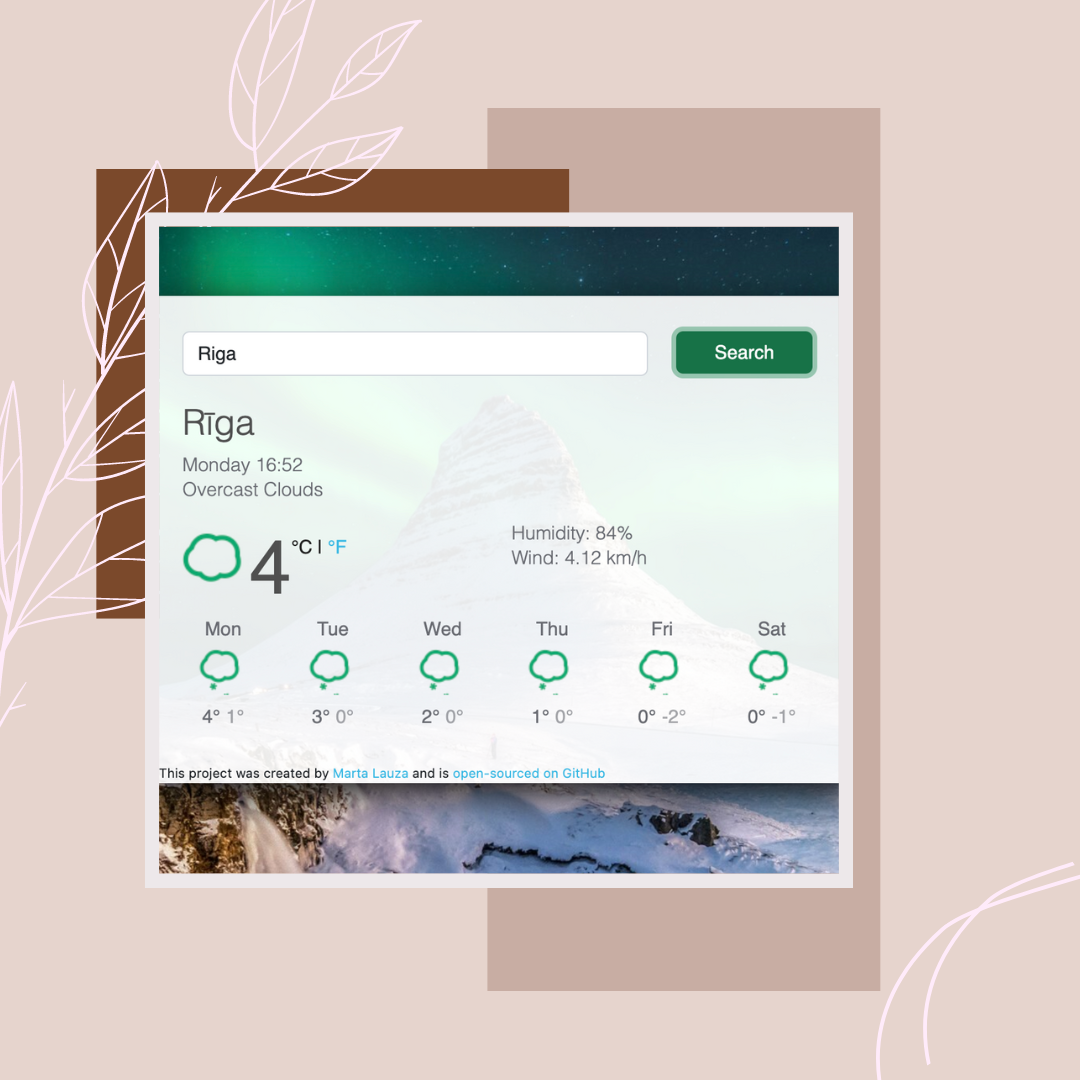 Riga
Search
Rīga
Monday 16:52
Overcast Clouds
4 °C | °F
Humidity: 84%
Wind: 4.12 km/h
Mon Tue Wed Thu Fri Sat
4° 1° 3° 0° 2° 0° 1° 0° 0° -2° 0° -1°
This project was created by Marta Lauza and is open-sourced on GitHub